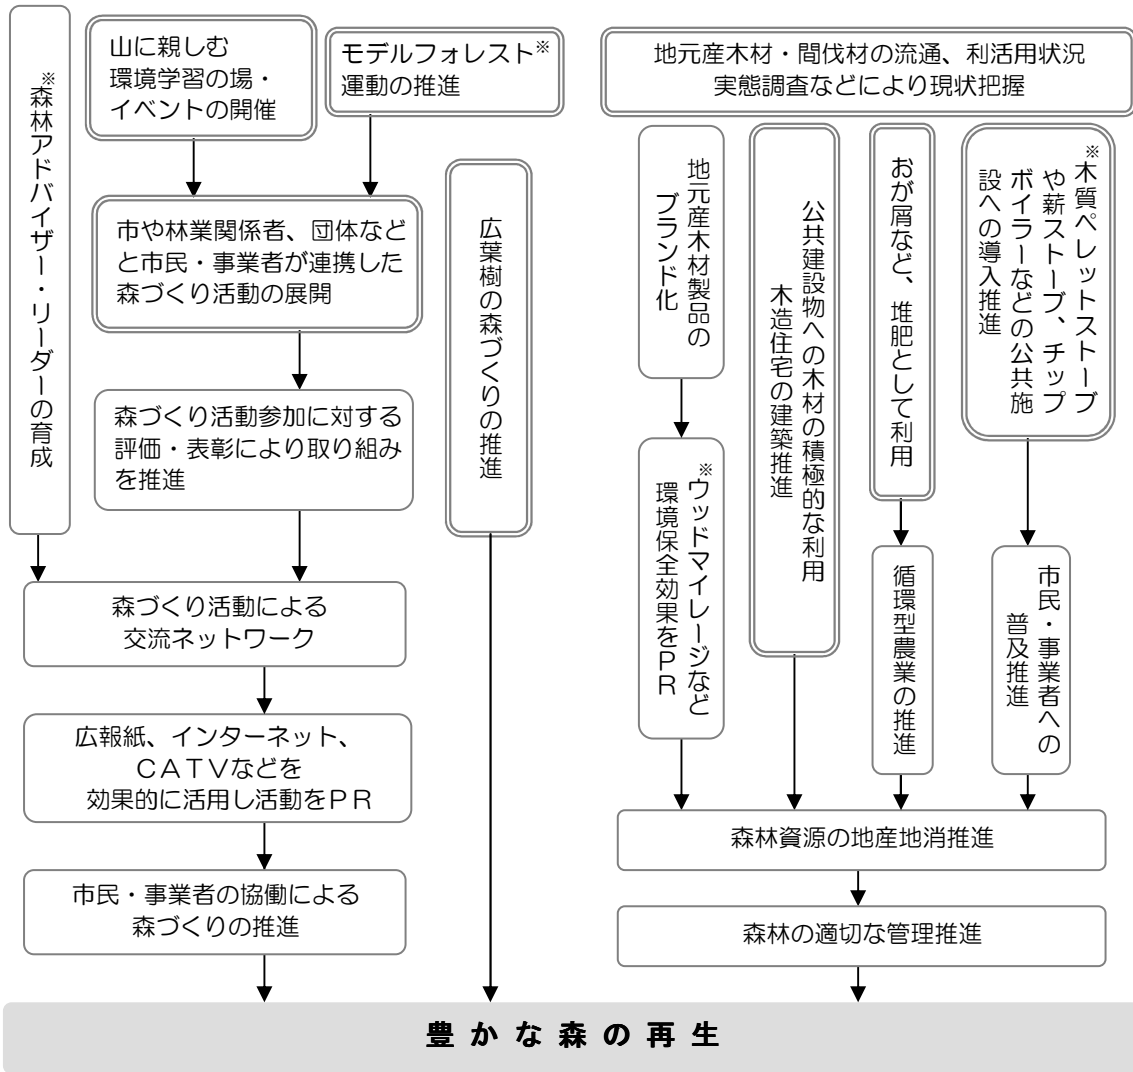 ※森林アドバイザー・リーダーの育成
山に親しむ
環境学習の場・
イベントの開催
モデルフォレスト※
運動の推進
市や林業関係者、団体など
と市民・事業者が連携した
森づくり活動の展開
森づくり活動参加に対する
評価・表彰により取り組み
を推進
広葉樹の森づくりの推進
森づくり活動による
交流ネットワーク
広報紙、インターネット、
CATVなどを
効果的に活用し活動をPR
市民・事業者の協働による
森づくりの推進
地元産木材・間伐材の流通、利活用状況
実態調査などにより現状把握
地元産木材製品の
ブランド化
※ウッドマイレージなど
環境保全効果をPR
公共建設物への木材の積極的な利用
木造住宅の建築推進
おが屑など、堆肥として利用
循環型農業の推進
※木質ペレットストーブ
や薪ストーブ、チップ
ボイラーなどの公共施
設への導入推進
市民・事業者への
普及推進
森林資源の地産地消推進
森林の適切な管理推進
豊かな森の再生